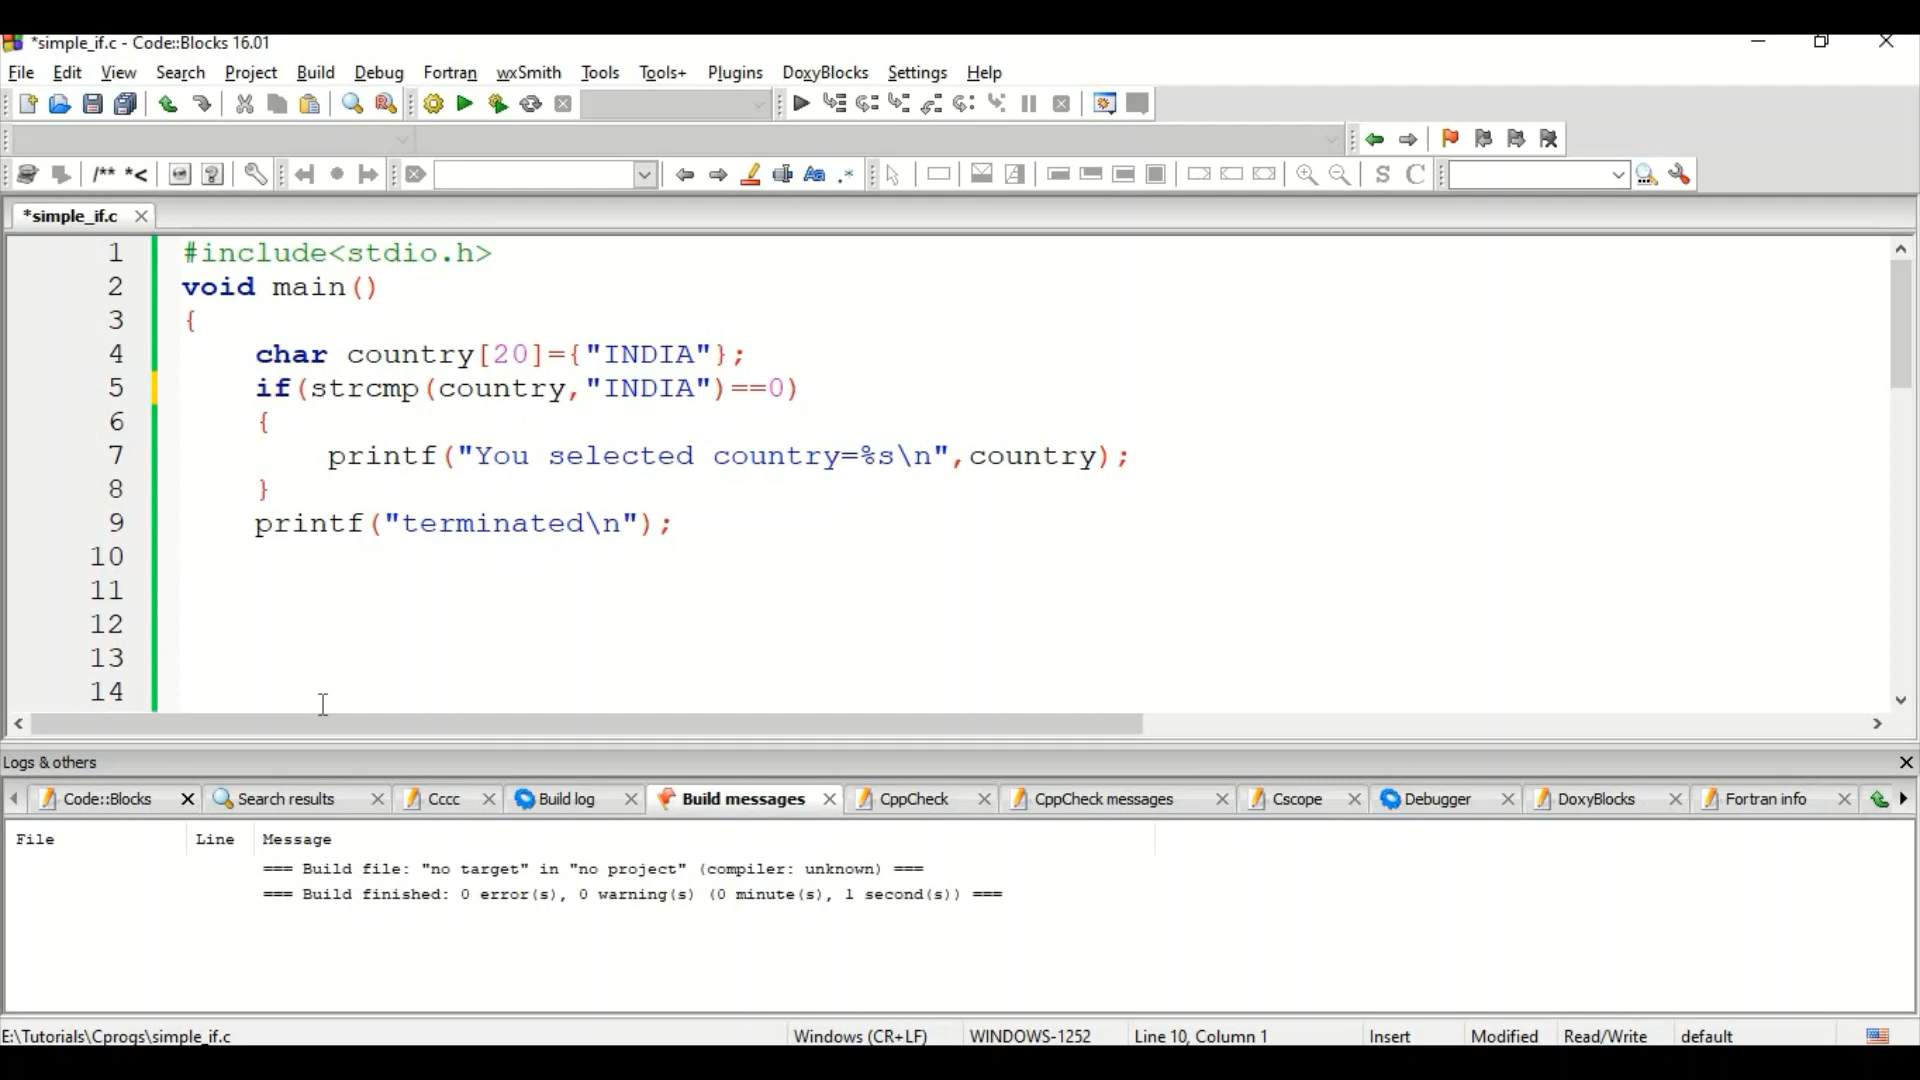 *simple_if.c - Code::Blocks 16.01
File Edit View Search Project Build Debug Fortran wxSmith Tools Tools+ Plugins DoxyBlocks Settings Help
/** *<
S C
*simple_if.c
1 #include<stdio.h>
2 void main()
3 {
4 char country[20]={"INDIA"};
5 if(strcmp(country,"INDIA")==0)
6 {
7 printf("You selected country=%s\n",country);
8 }
9 printf("terminated\n");
10
11
12
13
14
Logs & others
Code::Blocks Search results Cccc Build log Build messages CppCheck CppCheck messages Cscope Debugger DoxyBlocks Fortran info
File Line Message
=== Build file: "no target" in "no project" (compiler: unknown) ===
=== Build finished: 0 error(s), 0 warning(s) (0 minute(s), 1 second(s)) ===
E:\Tutorials\Cprogs\simple_if.c Windows (CR+LF) WINDOWS-1252 Line 10, Column 1 Insert Modified Read/Write default